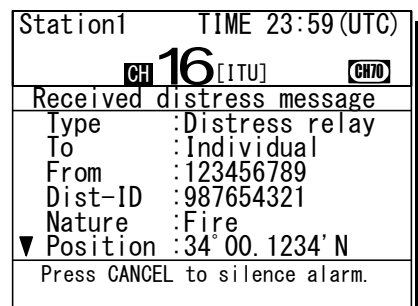 Station1 TIME 23:59(UTC)
CH 16[ITU] CH70
Received distress message
Type :Distress relay
To :Individual
From :123456789
Dist-ID :987654321
Nature :Fire
▼ Position :34°00.1234'N
Press CANCEL to silence alarm.